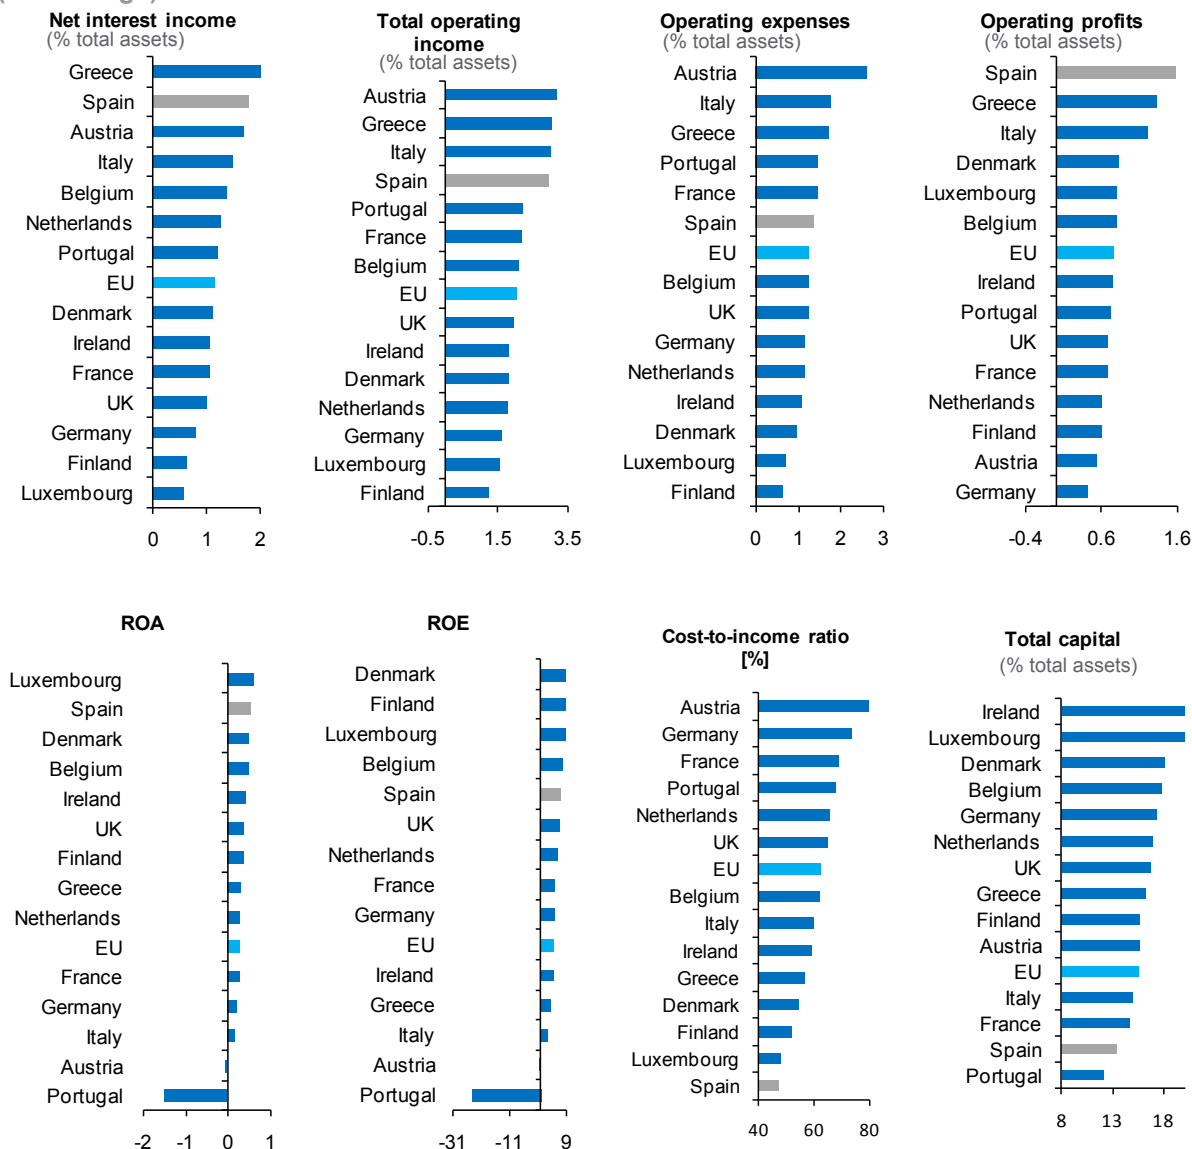 Net interest income
(% total assets)
Greece
Spain
Austria
Italy
Belgium
Netherlands
Portugal
EU
Denmark
Ireland
France
UK
Germany
Finland
Luxembourg
0 1 2
Total operating
income
(% total assets)
Austria
Greece
Italy
Spain
Portugal
France
Belgium
EU
UK
Ireland
Denmark
Netherlands
Germany
Luxembourg
Finland
-0.5 1.5 3.5
Operating expenses
(% total assets)
Austria
Italy
Greece
Portugal
France
Spain
EU
Belgium
UK
Germany
Netherlands
Ireland
Denmark
Luxembourg
Finland
0 1 2 3
Operating profits
(% total assets)
Spain
Greece
Italy
Denmark
Luxembourg
Belgium
EU
Ireland
Portugal
UK
France
Netherlands
Finland
Austria
Germany
-0.4 0.6 1.6
ROA
Luxembourg
Spain
Denmark
Belgium
Ireland
UK
Finland
Greece
Netherlands
EU
France
Germany
Italy
Austria
Portugal
-2 -1 0 1
ROE
Denmark
Finland
Luxembourg
Belgium
Spain
UK
Netherlands
France
Germany
EU
Ireland
Greece
Italy
Austria
Portugal
-31 -11 9
Cost-to-income ratio
[%]
Austria
Germany
France
Portugal
Netherlands
UK
EU
Belgium
Italy
Ireland
Greece
Denmark
Finland
Luxembourg
Spain
40 60 80
Total capital
(% total assets)
Ireland
Luxembourg
Denmark
Belgium
Germany
Netherlands
UK
Greece
Finland
Austria
EU
Italy
France
Spain
Portugal
8 13 18